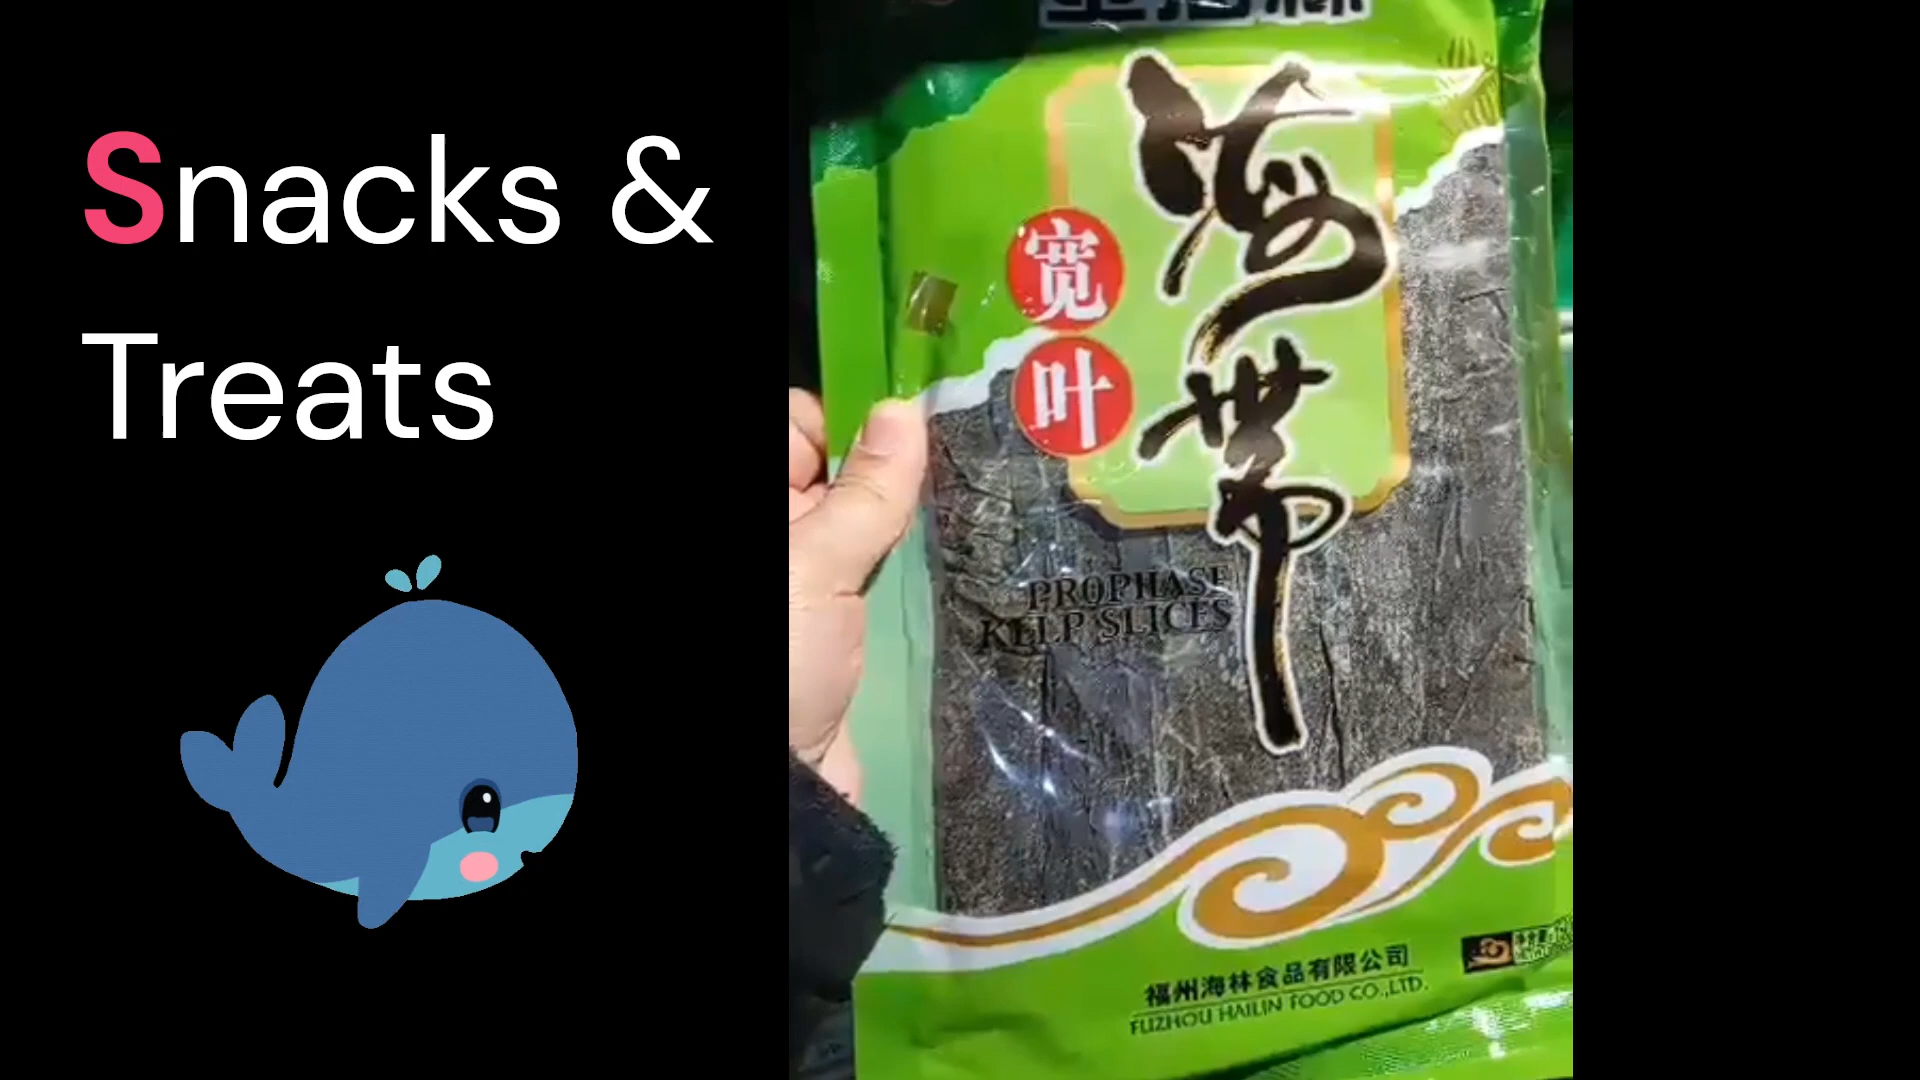 Snacks &
Treats
海带
宽叶
PROPHASE
KELP SLICES
福州海林食品有限公司
FUZHOU HAILIN FOOD CO.,LTD.